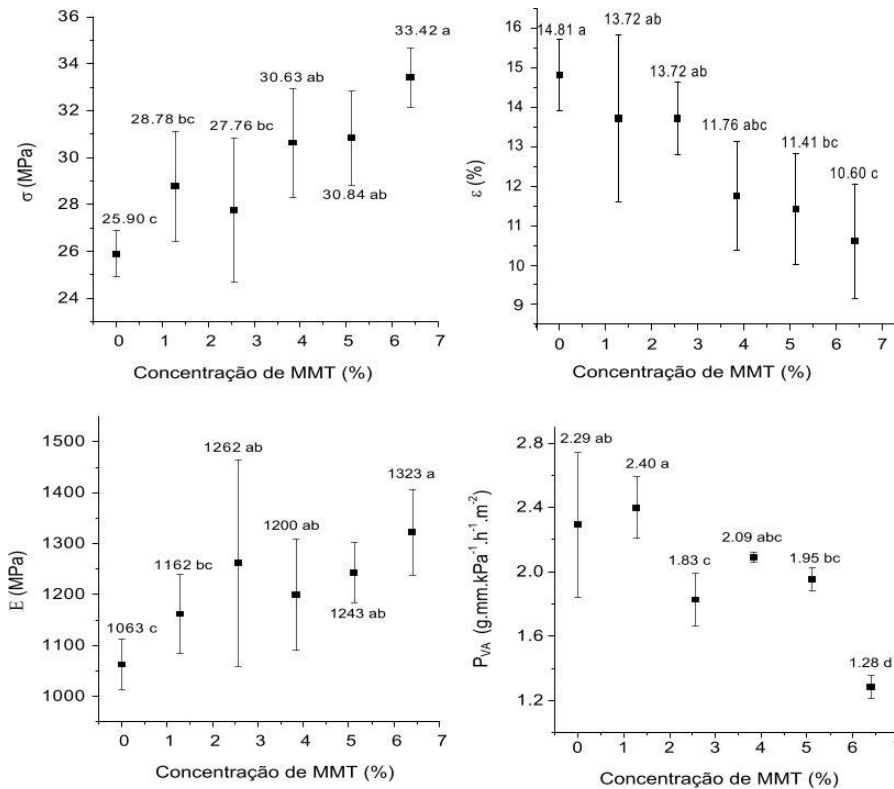 36
34
32
30
28
26
24
σ (MPa)
25.90 c
28.78 bc
27.76 bc
30.63 ab
30.84 ab
33.42 a
0 1 2 3 4 5 6 7
Concentração de MMT (%)
16
15
14
13
12
11
10
9
ε (%)
14.81 a
13.72 ab
13.72 ab
11.76 abc
11.41 bc
10.60 c
0 1 2 3 4 5 6 7
Concentração de MMT (%)
1500
1400
1300
1200
1100
1000
E (MPa)
1063 c
1162 bc
1262 ab
1200 ab
1243 ab
1323 a
0 1 2 3 4 5 6 7
Concentração de MMT (%)
2.8
2.4
2.0
1.6
1.2
P_VA (g.mm.kPa⁻¹.h⁻¹.m⁻²)
2.29 ab
2.40 a
1.83 c
2.09 abc
1.95 bc
1.28 d
0 1 2 3 4 5 6 7
Concentração de MMT (%)